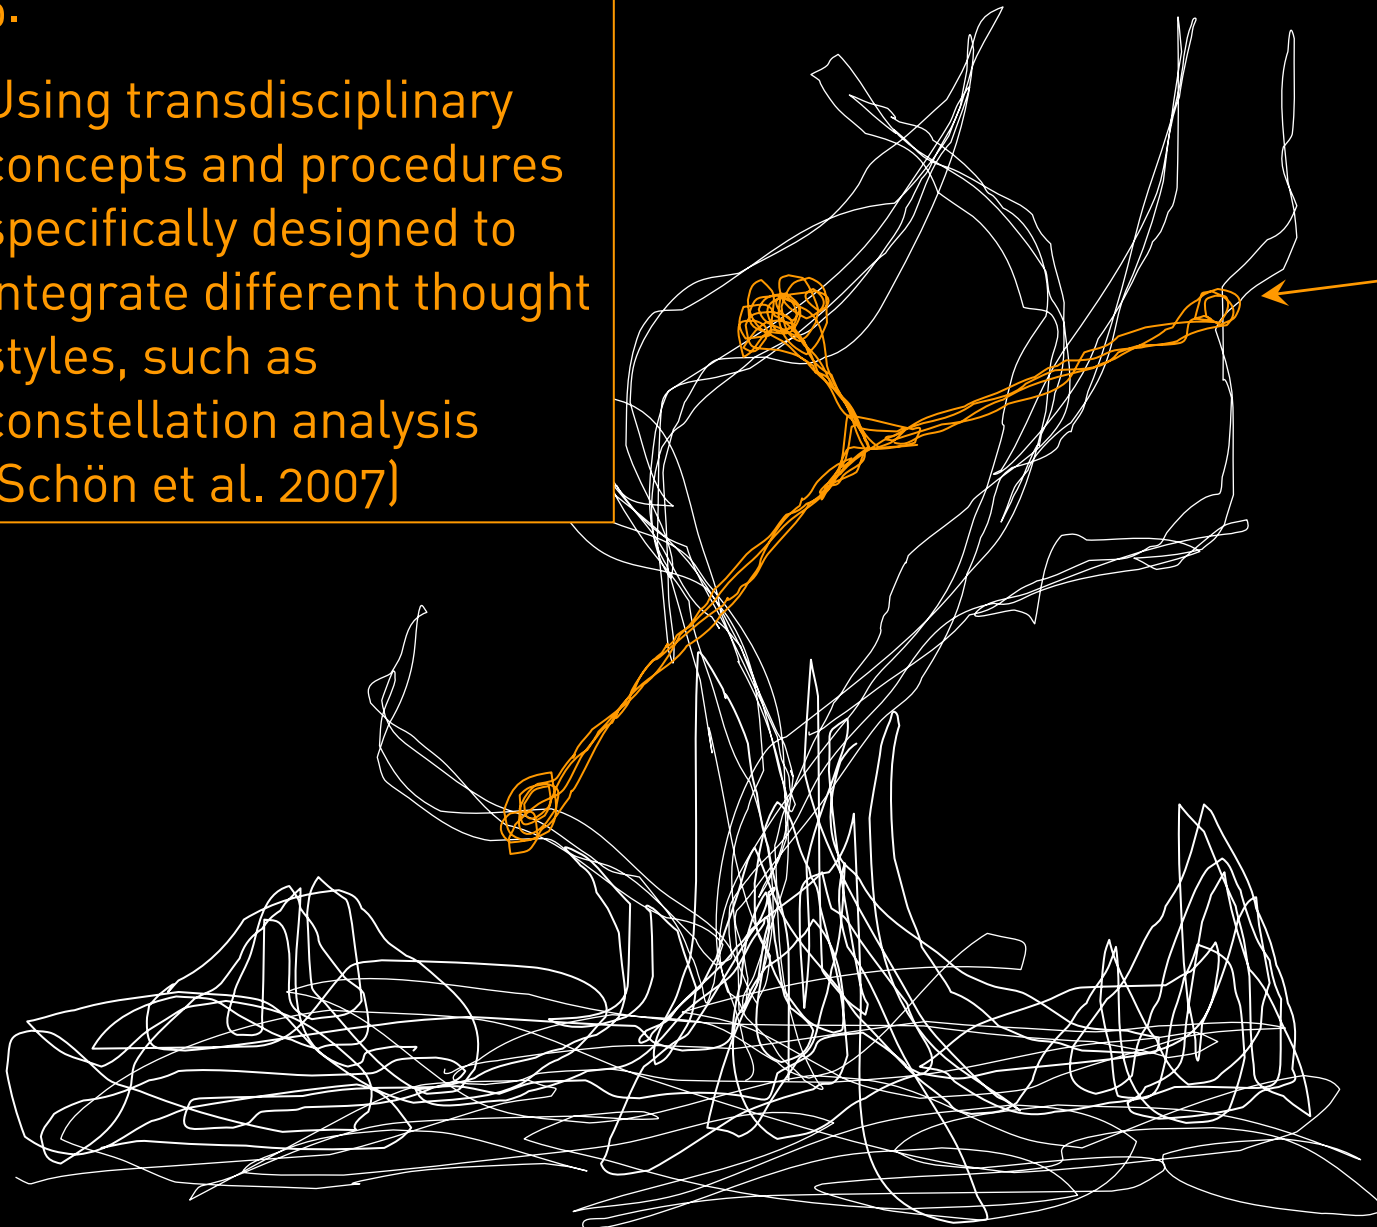 Using transdisciplinary
concepts and procedures
specifically designed to
integrate different thought
styles, such as
constellation analysis
(Schön et al. 2007)